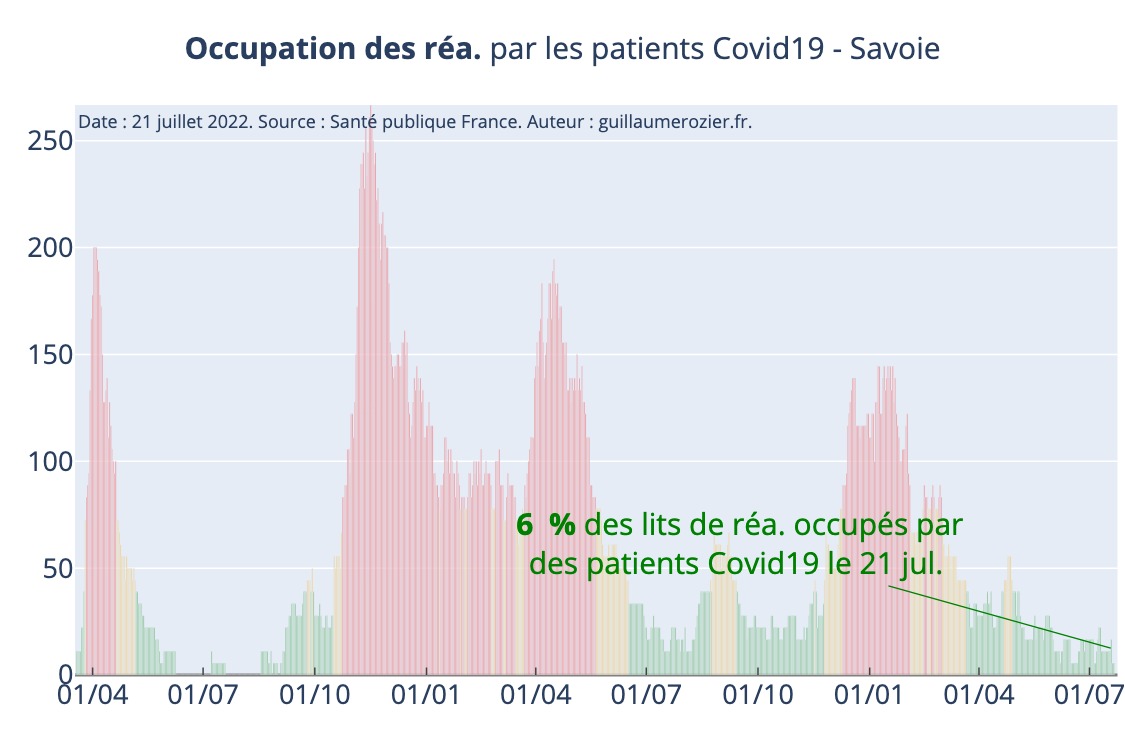 Occupation des réa. par les patients Covid19 - Savoie
Date : 21 juillet 2022. Source : Santé publique France. Auteur : guillaumerozier.fr.
250
200
150
100
50
0
6 % des lits de réa. occupés par
des patients Covid19 le 21 jul.
01/04 01/07 01/10 01/01 01/04 01/07 01/10 01/01 01/04 01/07